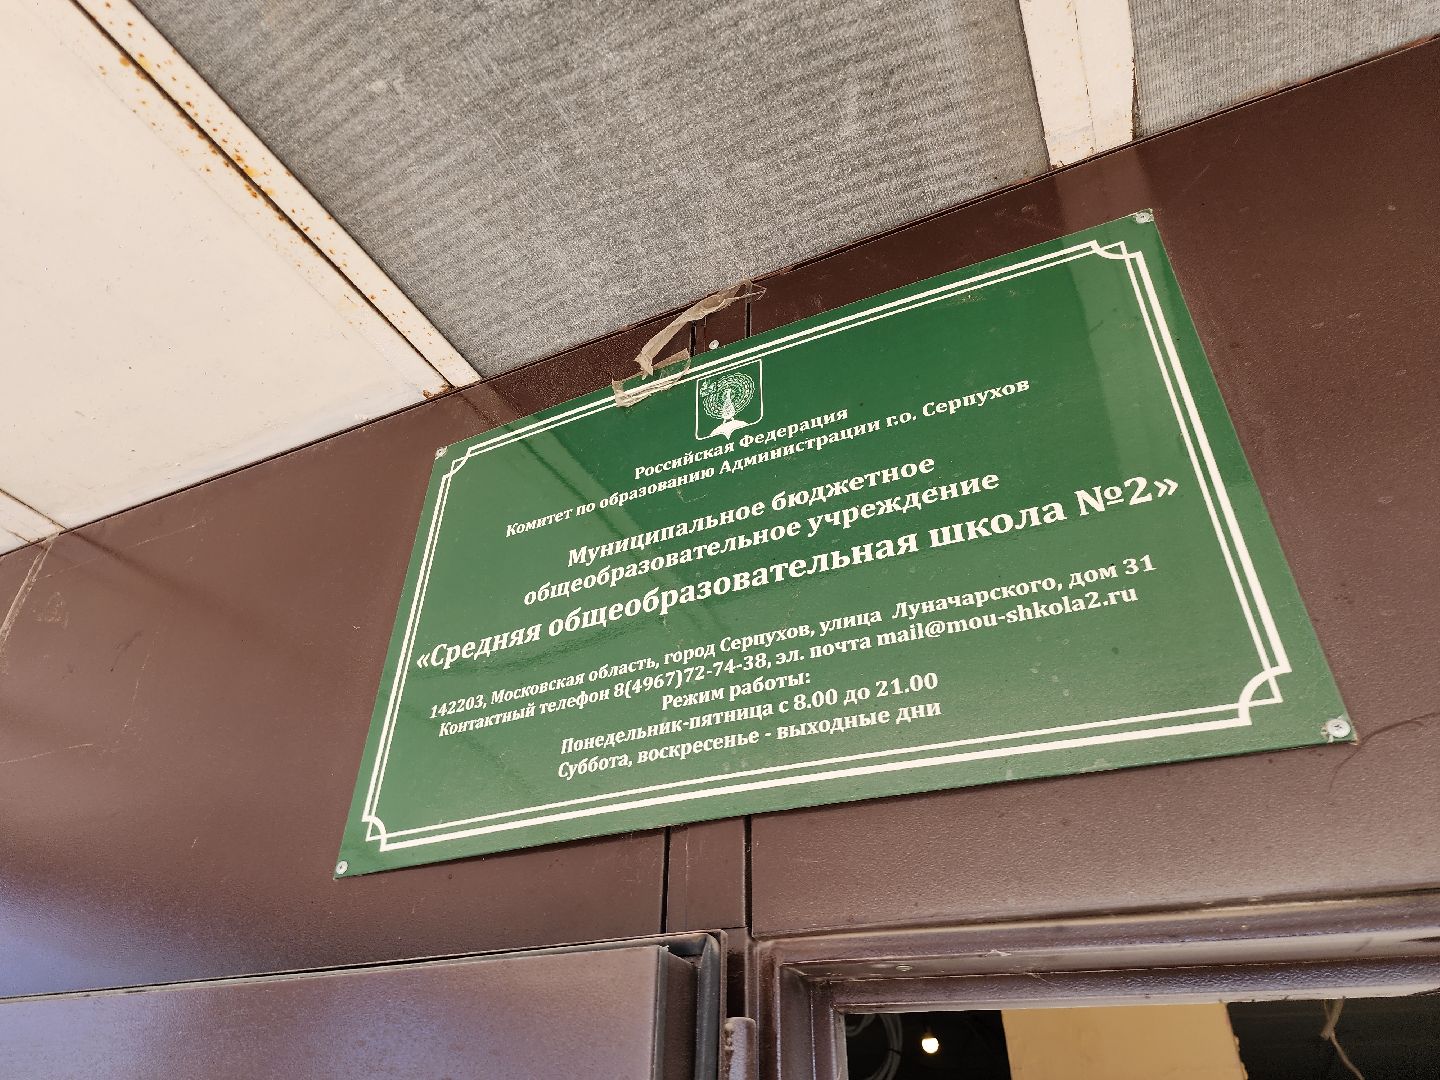 Российская Федерация
Комитет по образованию Администрации г.о. Серпухов
Муниципальное бюджетное
общеобразовательное учреждение
«Средняя общеобразовательная школа №2»
142203, Московская область, город Серпухов, улица Луначарского, дом 31
Контактный телефон 8(4967)72-74-38, эл. почта mail@mou-shkola2.ru
Режим работы:
Понедельник-пятница с 8.00 до 21.00
Суббота, воскресенье - выходные дни